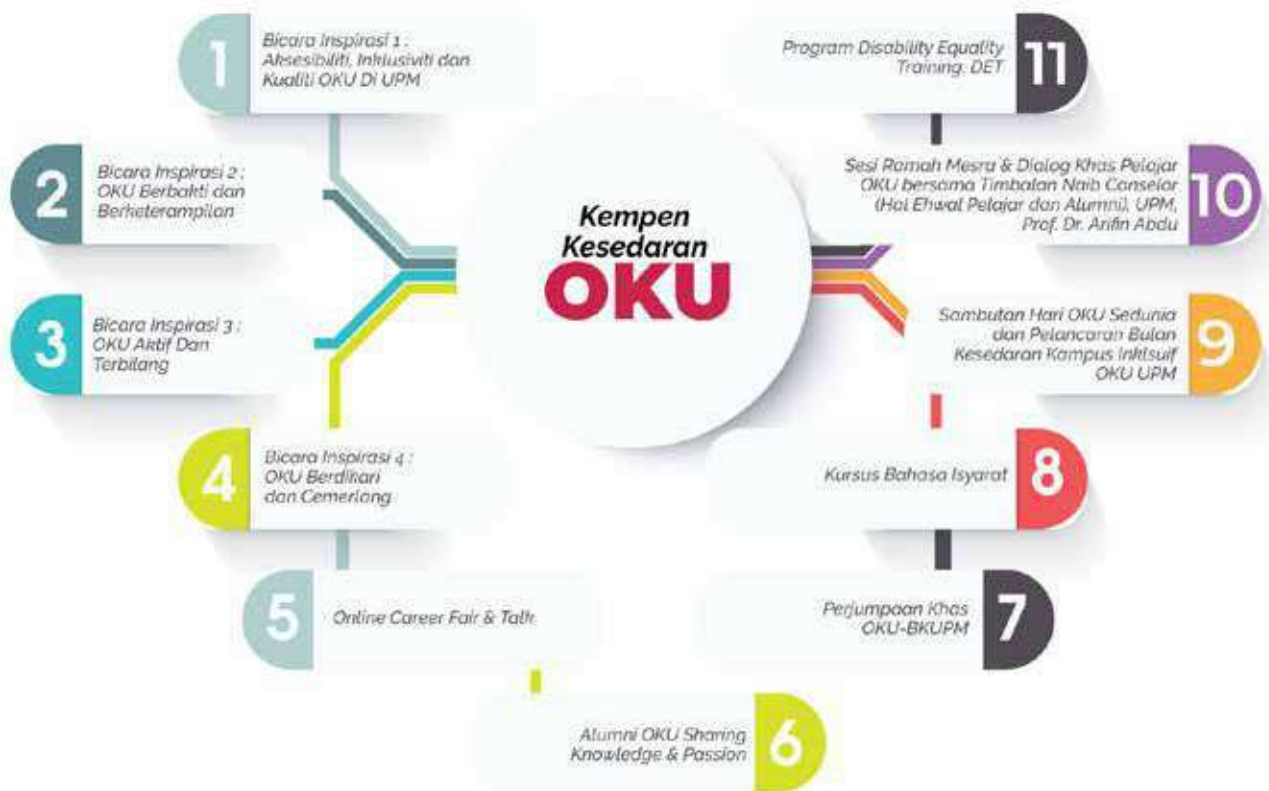 Kempen
Kesedaran
OKU
1
Bicara Inspirasi 1 :
Aksesibiliti, Inklusiviti dan
Kualiti OKU Di UPM
2
Bicara Inspirasi 2 :
OKU Berbakti dan
Berketerampilan
3
Bicara Inspirasi 3 :
OKU Aktif Dan
Terbilang
4
Bicara Inspirasi 4 :
OKU Berdikari
dan Cemerlang
5
Online Career Fair & Talk
6
Alumni OKU Sharing
Knowledge & Passion
7
Perjumpaan Khas
OKU-BKUPM
8
Kursus Bahasa Isyarat
9
Sambutan Hari OKU Sedunia
dan Pelancaran Bulan
Kesedaran Kampus Inklsuif
OKU UPM
10
Sesi Ramah Mesra & Dialog Khas Pelajar
OKU bersama Timbalan Naib Canselor
(Hal Ehwal Pelajar dan Alumni), UPM,
Prof. Dr. Arifin Abdu
11
Program Disability Equality
Training: DET